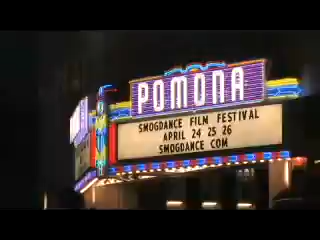 POMONA
SMOGDANCE FILM FESTIVAL
APRIL 24 25 26
SMOGDANCE COM